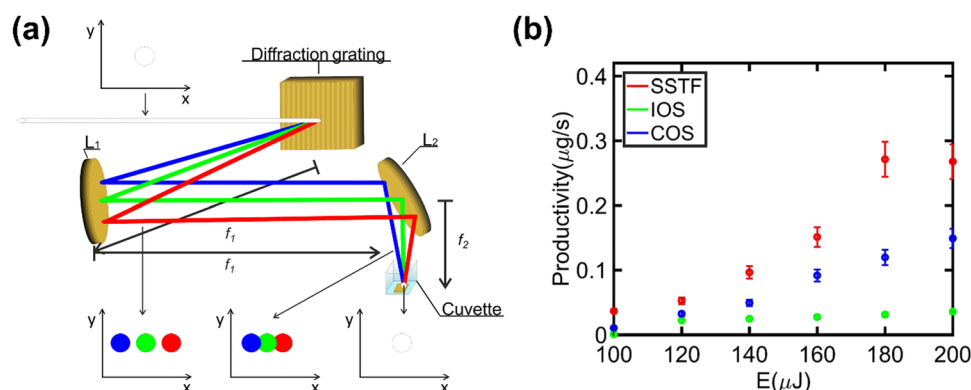 (a)
y
x
Diffraction grating
L1
L2
f1
f1
f2
Cuvette
y
x
y
x
y
x
(b)
Productivity(μg/s)
0.4
0.3
0.2
0.1
0
SSTF
IOS
COS
100 120 140 160 180 200
E(μJ)